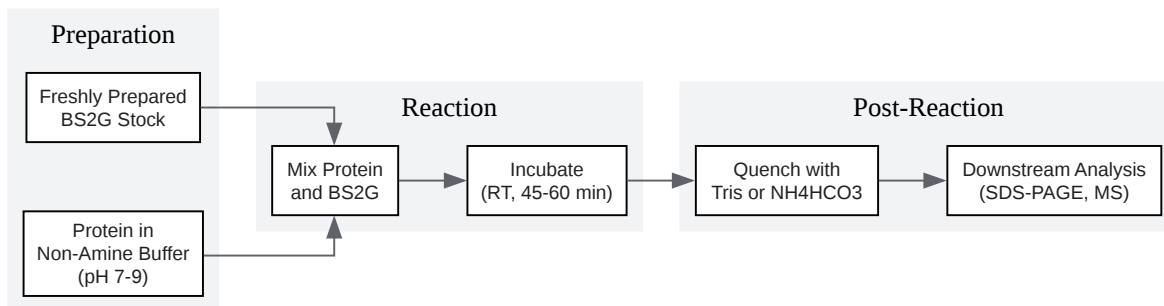 Preparation
Freshly Prepared
BS2G Stock
Protein in
Non-Amine Buffer
(pH 7-9)
Reaction
Mix Protein
and BS2G
Incubate
(RT, 45-60 min)
Post-Reaction
Quench with
Tris or NH4HCO3
Downstream Analysis
(SDS-PAGE, MS)